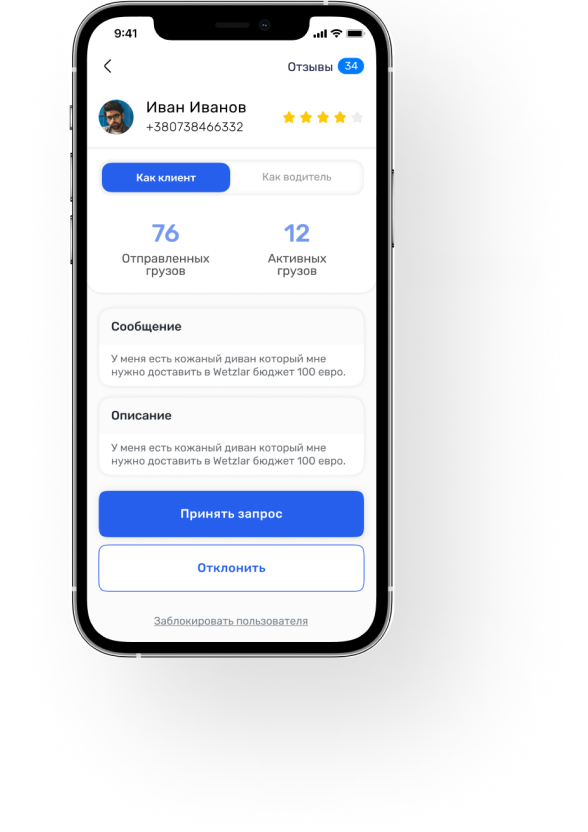 9:41
Отзывы 34
Иван Иванов
+380738466332
Как клиент Как водитель
76 12
Отправленных Активных
грузов грузов
Сообщение
У меня есть кожаный диван который мне
нужно доставить в Wetzlar бюджет 100 евро.
Описание
У меня есть кожаный диван который мне
нужно доставить в Wetzlar бюджет 100 евро.
Принять запрос
Отклонить
Заблокировать пользователя